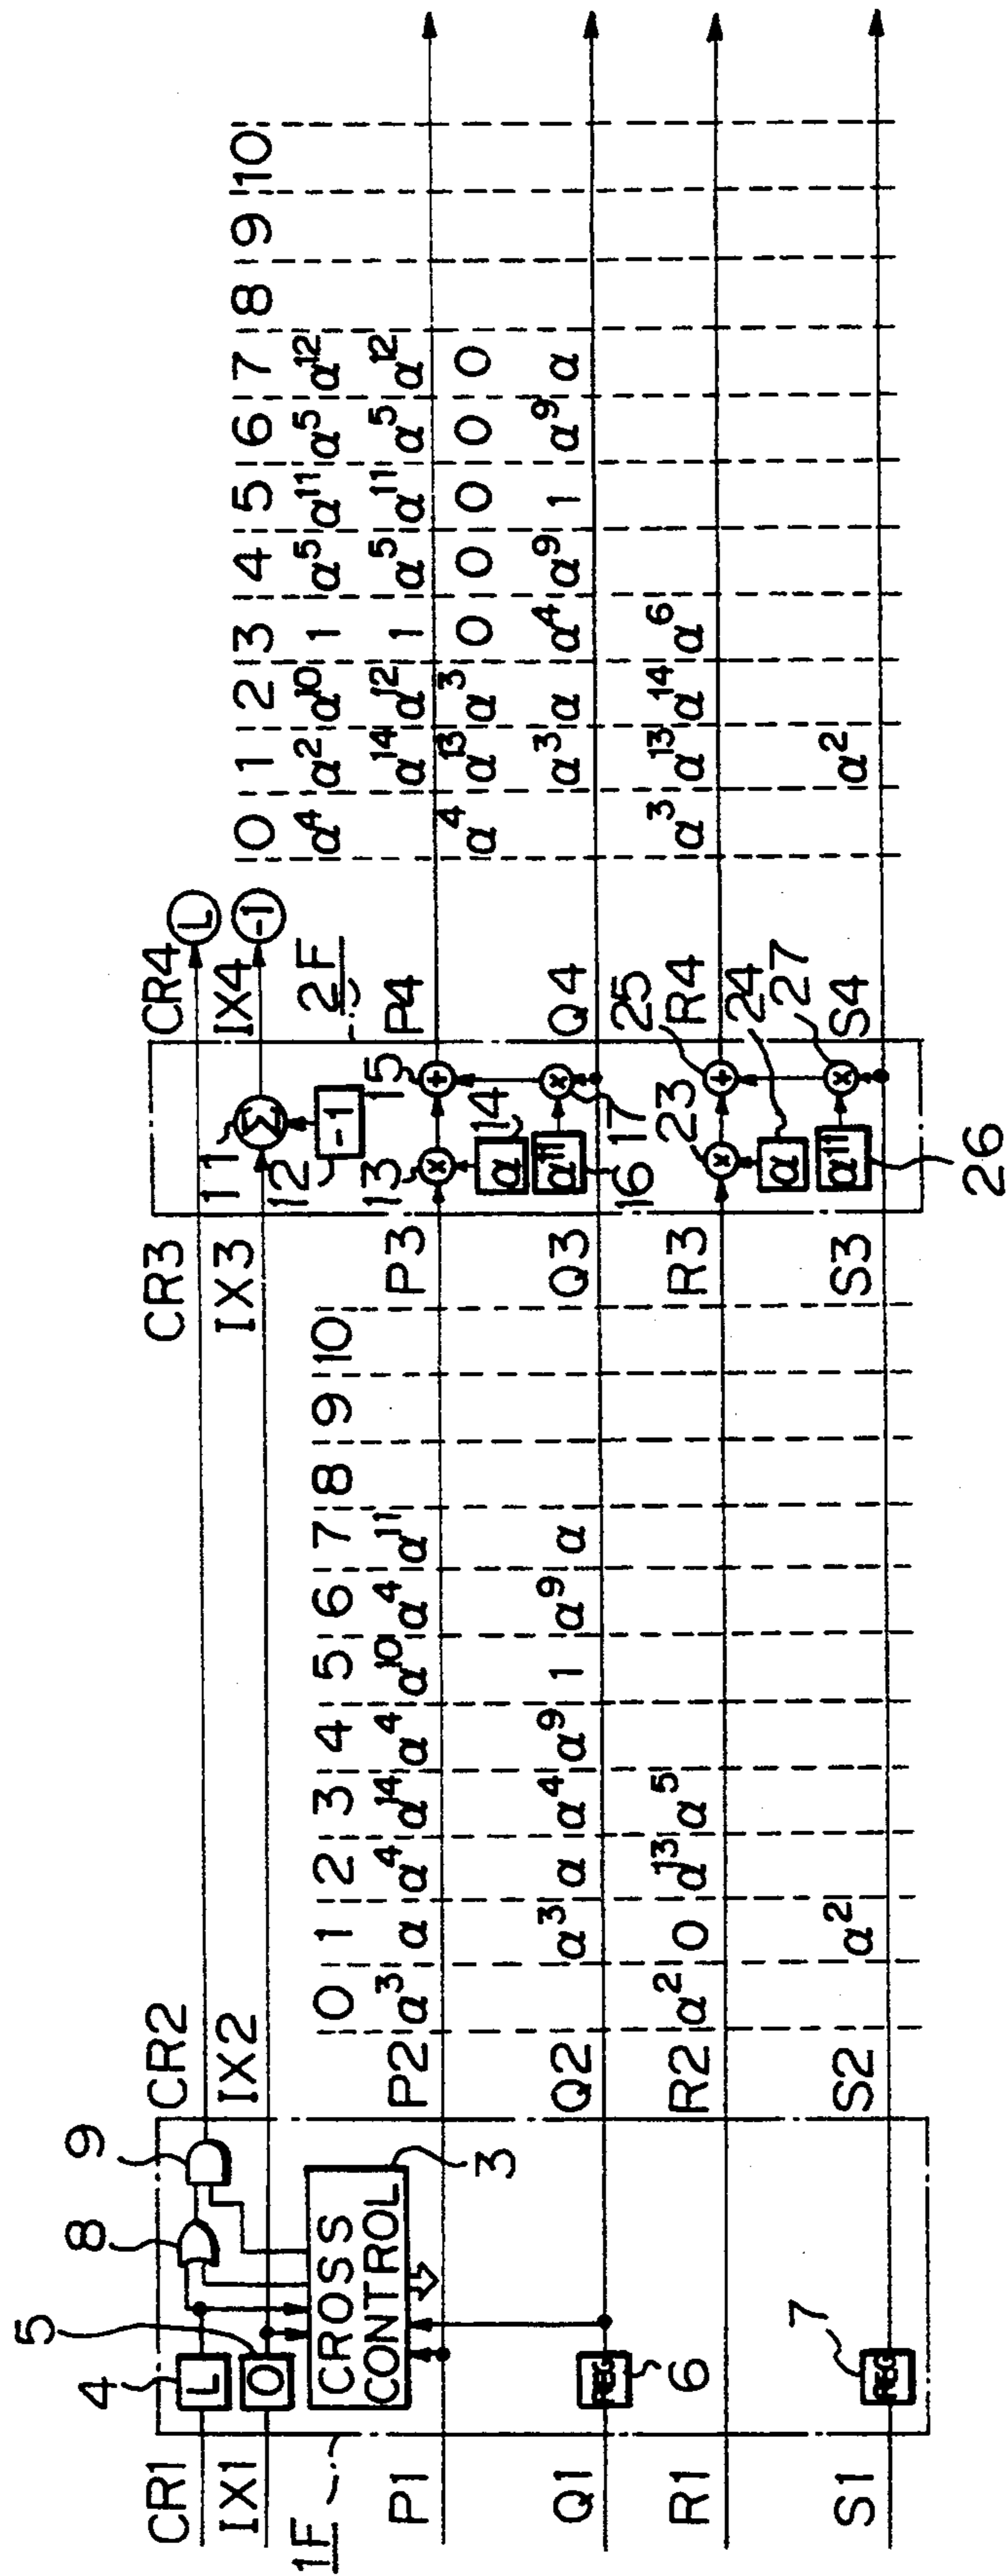 5 4 8 9
CR1 L CR2 CR3 CR4 L
IX1 0 IX2 IX3 11 Σ IX4 -1
12 -1
1F
CROSS
CONTROL
3
2F
0 1 2 3 4 5 6 7 8 9 10
P1 P2 α³ α α⁴ α¹⁴ α⁴ α¹⁰ α⁴ α¹¹
P3 13 × 15 + P4
14 α
0 1 2 3 4 5 6 7 8 9 10
α⁴ α² α¹⁰ 1 α⁵ α¹¹ α⁵ α¹²
α¹⁴ α¹² 1 α⁵ α¹¹ α⁵ α¹²
α⁴ α¹³ α³ 0 0 0 0 0
Q1 REG 6 Q2 α³ α α⁴ α⁹ 1 α⁹ α
Q3 16 α¹¹ × 17 Q4 α³ α α⁴ α⁹ 1 α⁹ α
R1 R2 α² 0 α¹³ α⁵
R3 23 × 25 + R4 α³ α¹³ α¹⁴ α⁶
24 α
S1 REG 7 S2 α²
S3 26 α¹¹ × 27 S4 α²